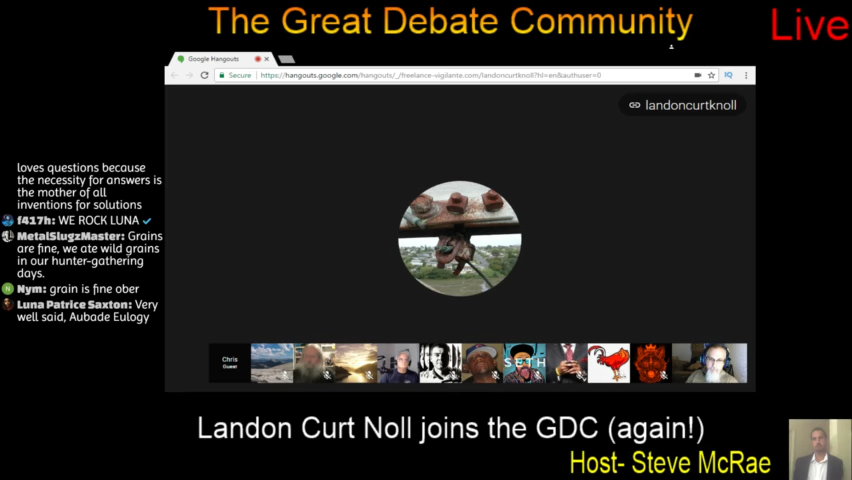 The Great Debate Community
Live
Google Hangouts
Secure
https://hangouts.google.com/hangouts/_/freelance-vigilante.com/landoncurtknoll?hl=en&authuser=0
landoncurtknoll
loves questions because
the necessity for answers is
the mother of all
inventions for solutions
f417h: WE ROCK LUNA
MetalSlugzMaster: Grains
are fine, we ate wild grains
in our hunter-gathering
days.
Nym: grain is fine ober
Luna Patrice Saxton: Very
well said, Aubade Eulogy
Chris
Guest
SETH
Landon Curt Noll joins the GDC (again!)
Host- Steve McRae